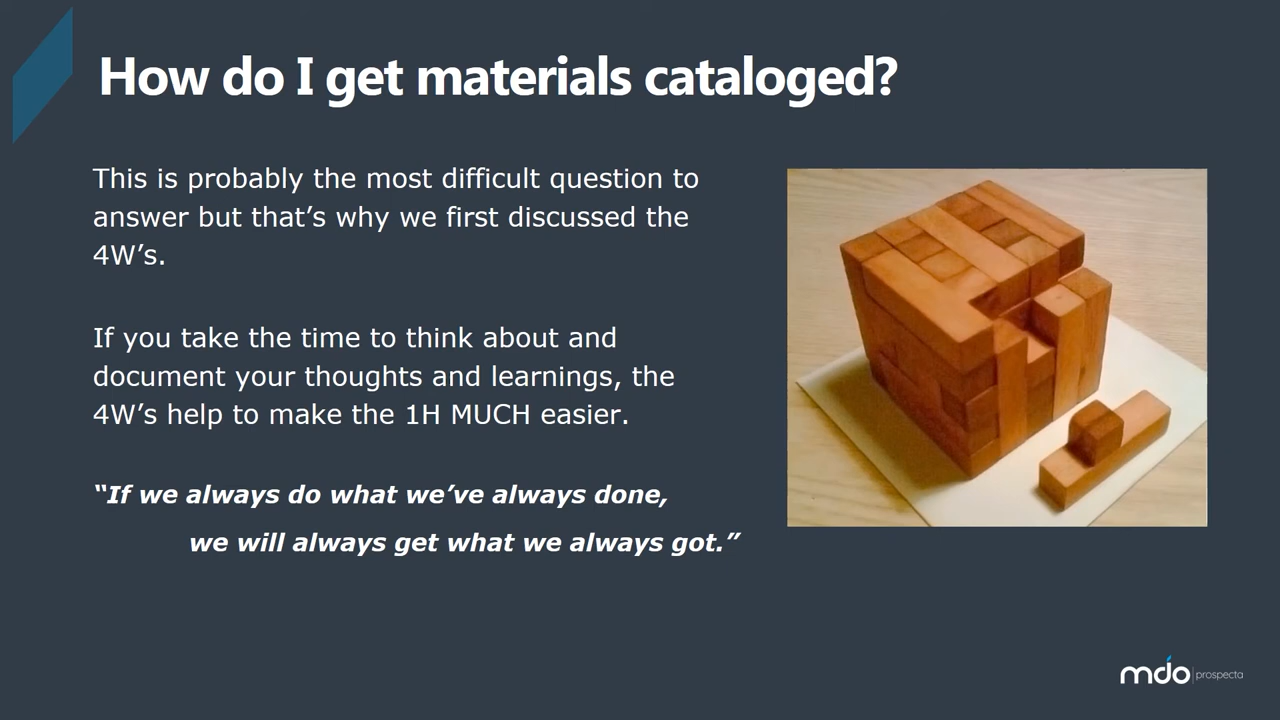 How do I get materials cataloged?
This is probably the most difficult question to
answer but that’s why we first discussed the
4W’s.
If you take the time to think about and
document your thoughts and learnings, the
4W’s help to make the 1H MUCH easier.
“If we always do what we’ve always done,
we will always get what we always got.”
mdo prospecta